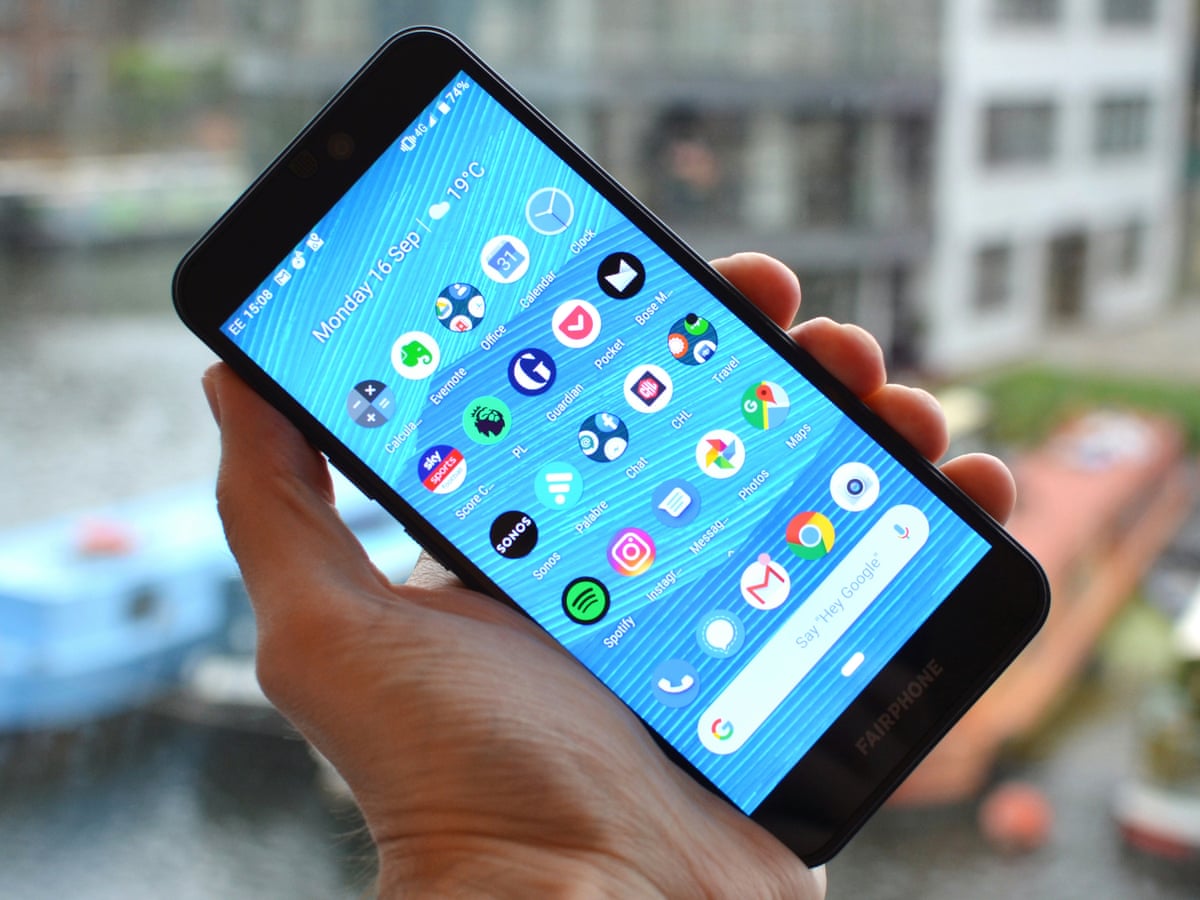 EE 15:08
4G 74%
Monday 16 Sep | 19°C
Calcula...
Evernote
Office
31
Calendar
Clock
sky
sports
Score C...
PL
G
Guardian
Pocket
Bose M...
SONOS
Sonos
Palabre
Chat
CHL
CHL
Travel
Spotify
Instagr...
Messag...
Photos
G
Maps
G
Say "Hey Google"
FAIRPHONE